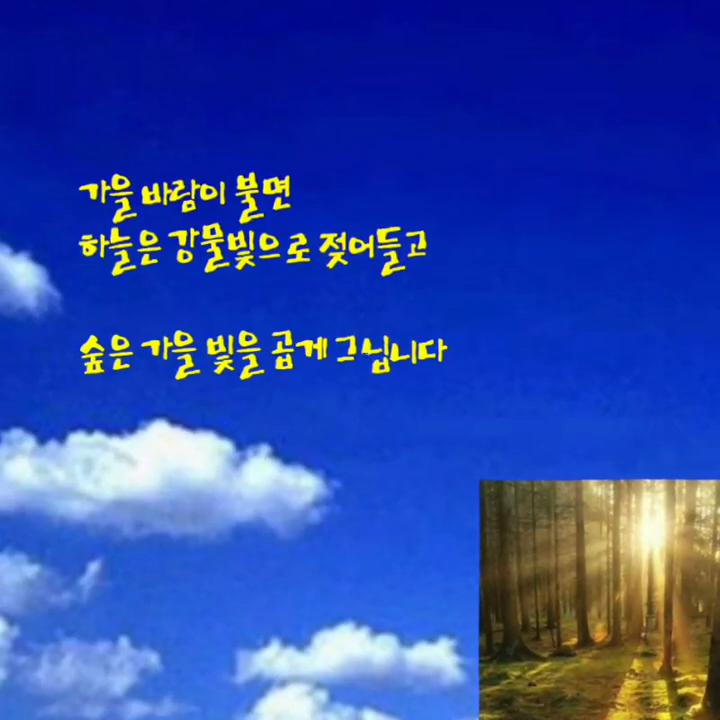 가을 바람이 불면
하늘은 강물빛으로 젖어들고
숲은 가을 빛을 곱게 그닙니다